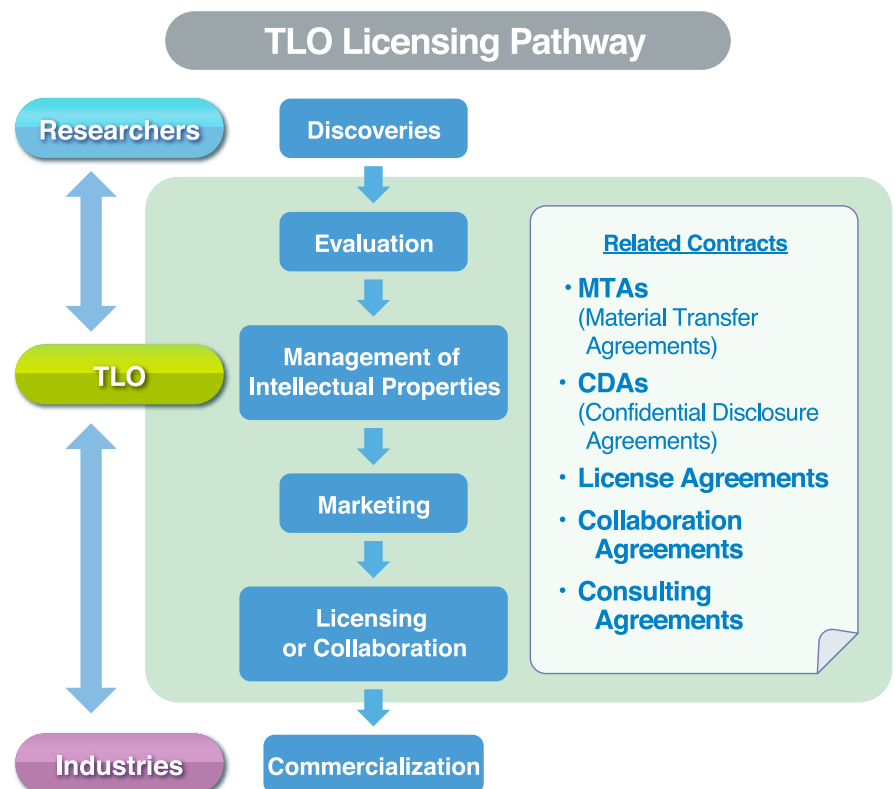 TLO Licensing Pathway
Researchers
Discoveries
Evaluation
Management of
Intellectual Properties
TLO
Marketing
Licensing
or Collaboration
Industries
Commercialization
Related Contracts
・MTAs
(Material Transfer
Agreements)
・CDAs
(Confidential Disclosure
Agreements)
・License Agreements
・Collaboration
Agreements
・Consulting
Agreements